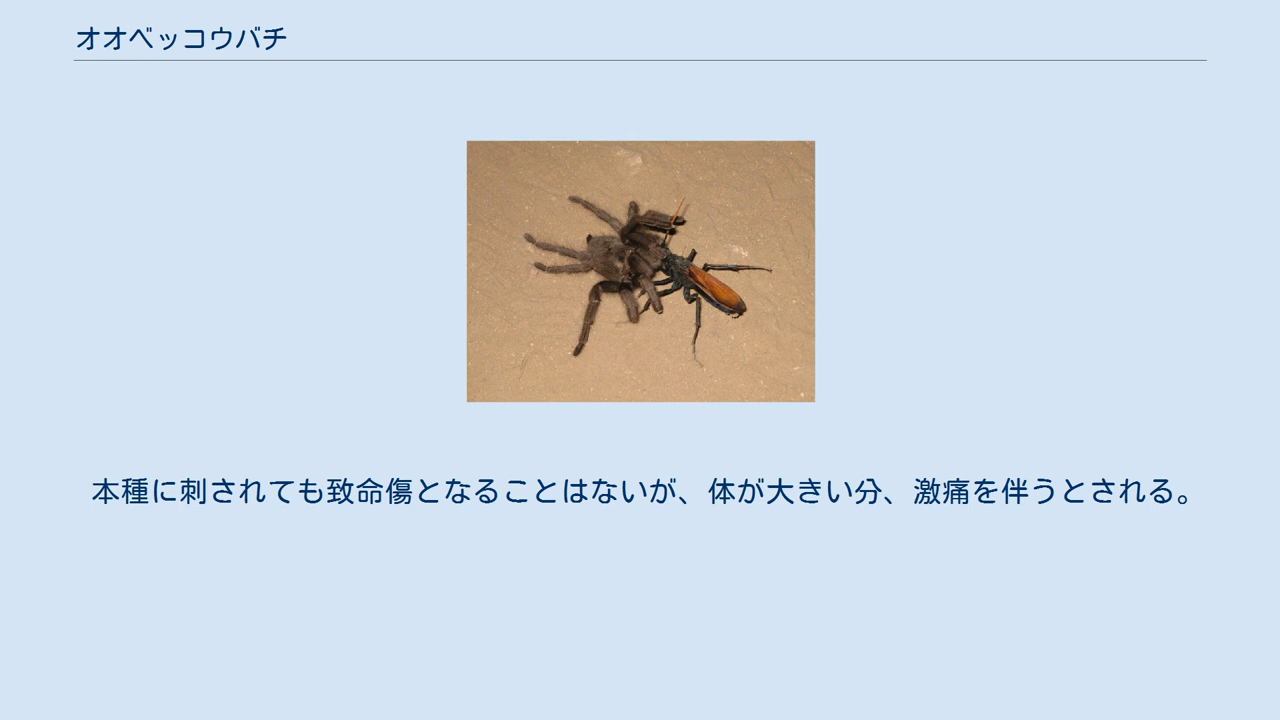 オオベッコウバチ
本種に刺されても致命傷となることはないが、体が大きい分、激痛を伴うとされる。